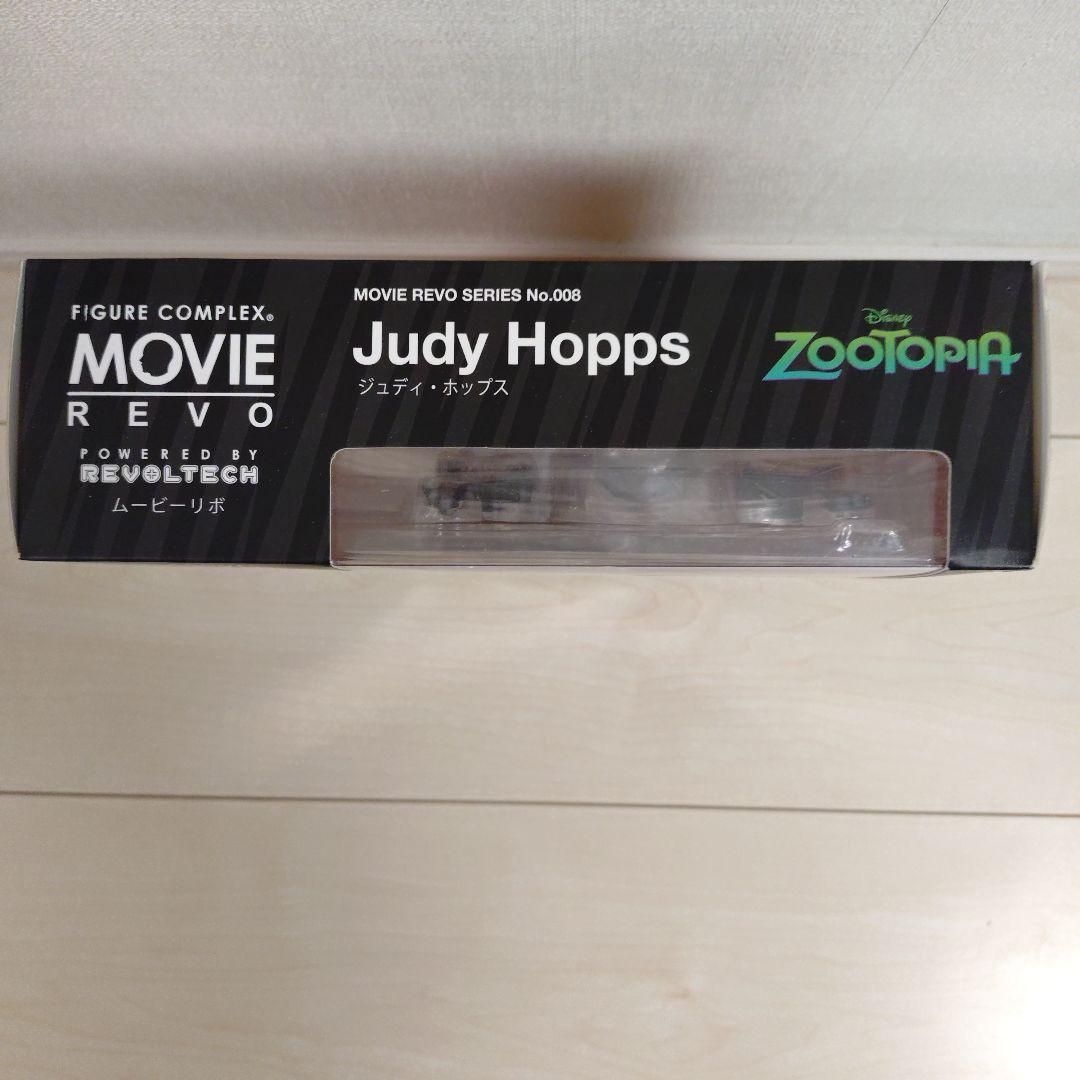 FIGURE COMPLEX®
MOVIE
REVO
POWERED BY
REVOLTECH
ムービーリボ
MOVIE REVO SERIES No.008
Judy Hopps
ジュディ・ホップス
Disney
ZOOTOPIA